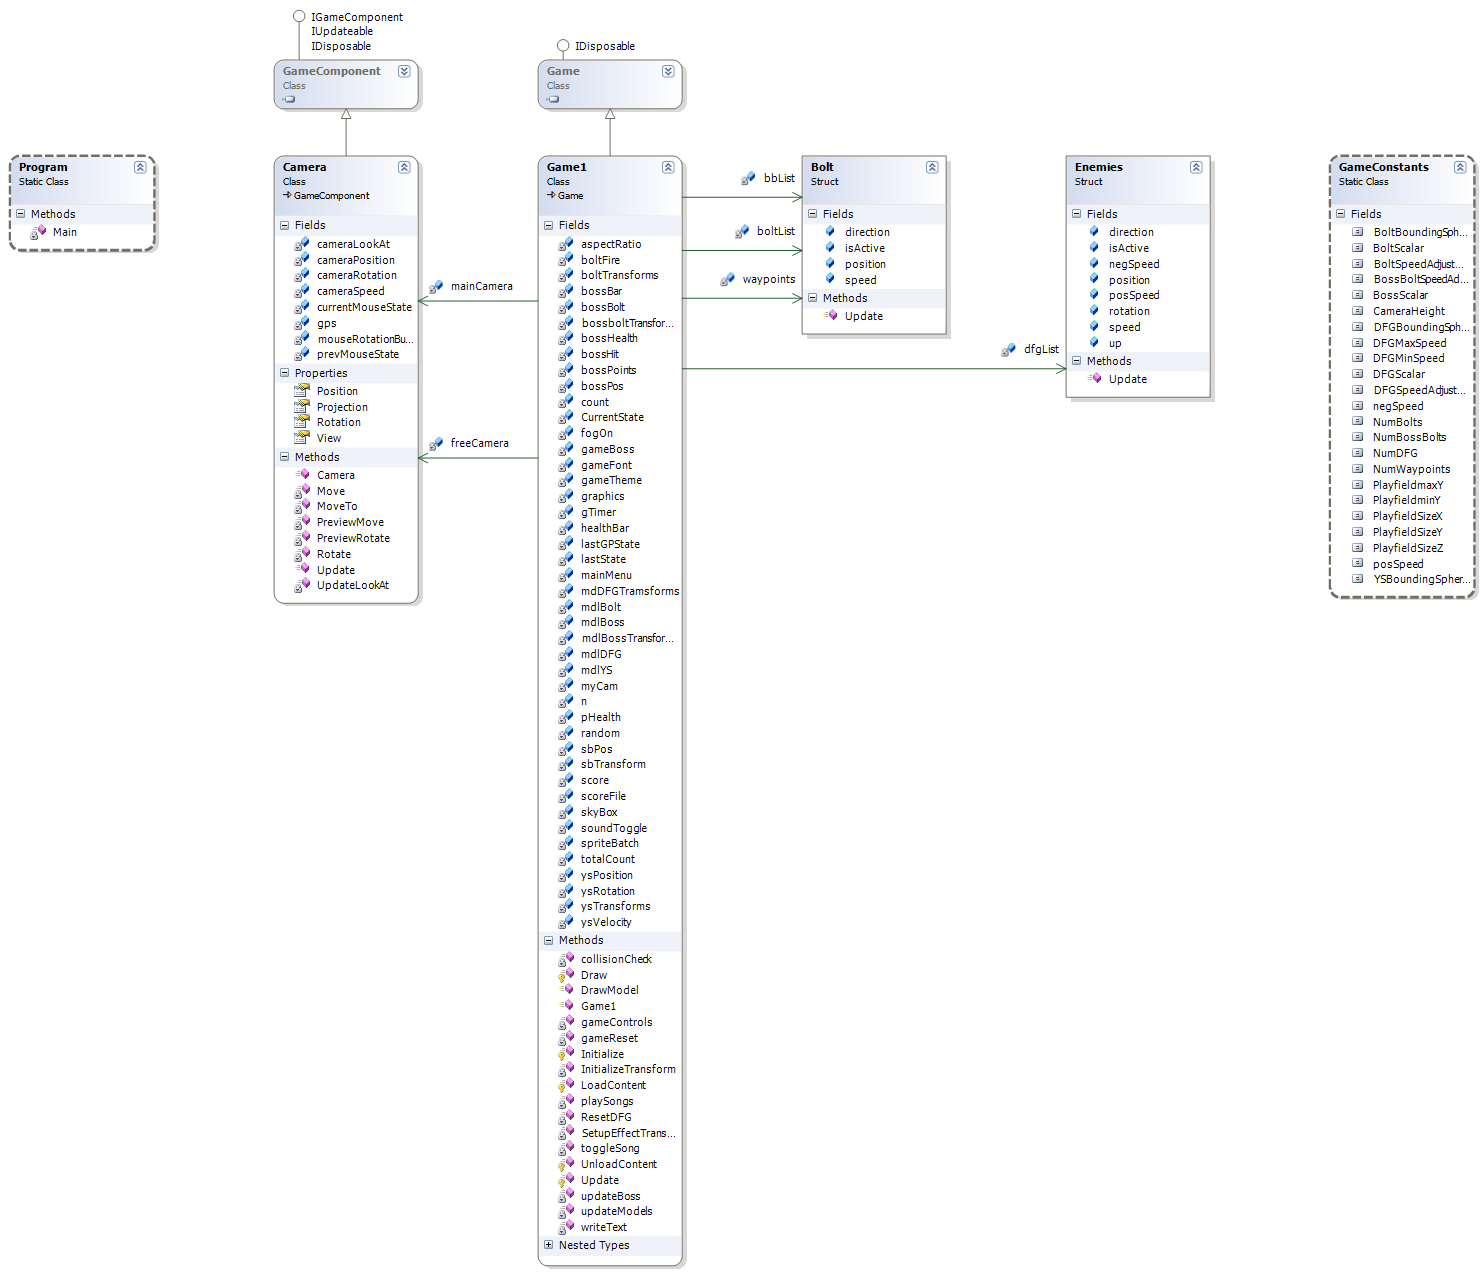 IGameComponent
IUpdateable
IDisposable
GameComponent
Class
IDisposable
Game
Class
Program
Static Class
Methods
Main
Camera
Class
GameComponent
Fields
cameraLookAt
cameraPosition
cameraRotation
cameraSpeed
currentMouseState
gps
mouseRotationBu...
prevMouseState
Properties
Position
Projection
Rotation
View
Methods
Camera
Move
MoveTo
PreviewMove
PreviewRotate
Rotate
Update
UpdateLookAt
mainCamera
freeCamera
Game1
Class
Game
Fields
aspectRatio
boltFire
boltTransforms
bossBar
bossBolt
bossboltTransfor...
bossHealth
bossHit
bossPoints
bossPos
count
CurrentState
fogOn
gameBoss
gameFont
gameTheme
graphics
gTimer
healthBar
lastGPState
lastState
mainMenu
mdDFGTramsforms
mdlBolt
mdlBoss
mdlBossTransfor...
mdlDFG
mdlYS
myCam
n
pHealth
random
sbPos
sbTransform
score
scoreFile
skyBox
soundToggle
spriteBatch
totalCount
ysPosition
ysRotation
ysTransforms
ysVelocity
Methods
collisionCheck
Draw
DrawModel
Game1
gameControls
gameReset
Initialize
InitializeTransform
LoadContent
playSongs
ResetDFG
SetupEffectTrans...
toggleSong
UnloadContent
Update
updateBoss
updateModels
writeText
Nested Types
bbList
boltList
waypoints
dfgList
Bolt
Struct
Fields
direction
isActive
position
speed
Methods
Update
Enemies
Struct
Fields
direction
isActive
negSpeed
position
posSpeed
rotation
speed
up
Methods
Update
GameConstants
Static Class
Fields
BoltBoundingSph...
BoltScalar
BoltSpeedAdjust...
BossBoltSpeedAd...
BossScalar
CameraHeight
DFGBoundingSph...
DFGMaxSpeed
DFGMinSpeed
DFGScalar
DFGSpeedAdjust...
negSpeed
NumBolts
NumBossBolts
NumDFG
NumWaypoints
PlayfieldmaxY
PlayfieldminY
PlayfieldSizeX
PlayfieldSizeY
PlayfieldSizeZ
posSpeed
YSBoundingSpher...